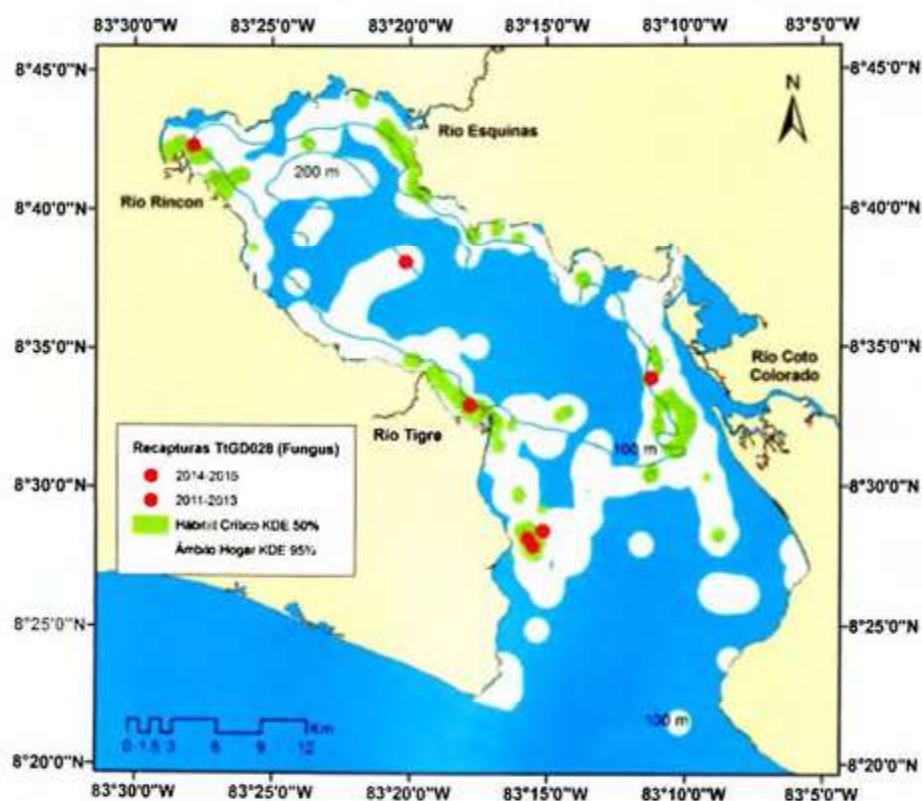 83°30'0"W 83°25'0"W 83°20'0"W 83°15'0"W 83°10'0"W 83°5'0"W
8°45'0"N 8°45'0"N
N
Río Esquinas
200 m
8°40'0"N 8°40'0"N
Río Rincon
8°35'0"N 8°35'0"N
Río Coto
Colorado
Río Tigre
100 m
Recapturas TtGD028 (Fungus)
2014-2015
2011-2013
Hábitat Crítico KDE 50%
Ámbito Hogar KDE 95%
8°30'0"N 8°30'0"N
8°25'0"N 8°25'0"N
100 m
Km
0 1.5 3 6 9 12
8°20'0"N 8°20'0"N
83°30'0"W 83°25'0"W 83°20'0"W 83°15'0"W 83°10'0"W 83°5'0"W